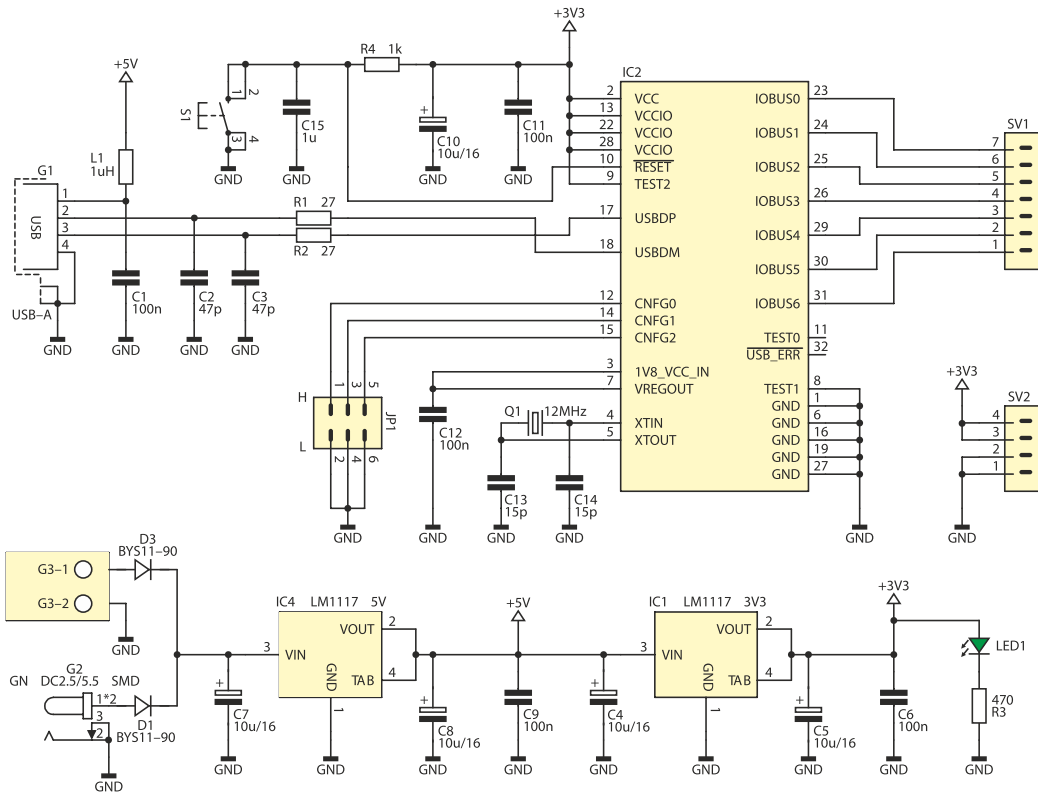 +3V3
+5V
R4 1k
IC2
S1
1
2
3
4
C15
1u
+
C10
10u/16
C11
100n
GND
GND
GND
GND
2 VCC
13 VCCIO
22 VCCIO
28 VCCIO
10 RESET
9 TEST2
17 USBDP
18 USBDM
12 CNFG0
14 CNFG1
15 CNFG2
3 1V8_VCC_IN
7 VREGOUT
4 XTIN
5 XTOUT
IOBUS0 23
IOBUS1 24
IOBUS2 25
IOBUS3 26
IOBUS4 29
IOBUS5 30
IOBUS6 31
TEST0 11
USB_ERR 32
TEST1 8
GND 1
GND 6
GND 16
GND 19
GND 27
GND
SV1
7
6
5
4
3
2
1
L1
1uH
G1
USB
1
2
3
4
USB–A
R1 27
R2 27
C1
100n
C2
47p
C3
47p
GND
GND
GND
GND
H
L
1
3
5
2
4
6
JP1
GND
C12
100n
GND
Q1 12MHz
C13
15p
C14
15p
GND
GND
+3V3
SV2
4
3
2
1
GND
D3
BYS11–90
G3–1
G3–2
GND
G2
GN DC2.5/5.5 SMD
1*2
3
2
D1
BYS11–90
GND
+
C7
10u/16
GND
IC4 LM1117 5V
3 VIN
VOUT 2
TAB 4
GND
1
GND
+
C8
10u/16
GND
+5V
C9
100n
GND
+
C4
10u/16
GND
IC1 LM1117 3V3
3 VIN
VOUT 2
TAB 4
GND
1
GND
+
C5
10u/16
GND
+3V3
C6
100n
GND
LED1
470
R3
GND